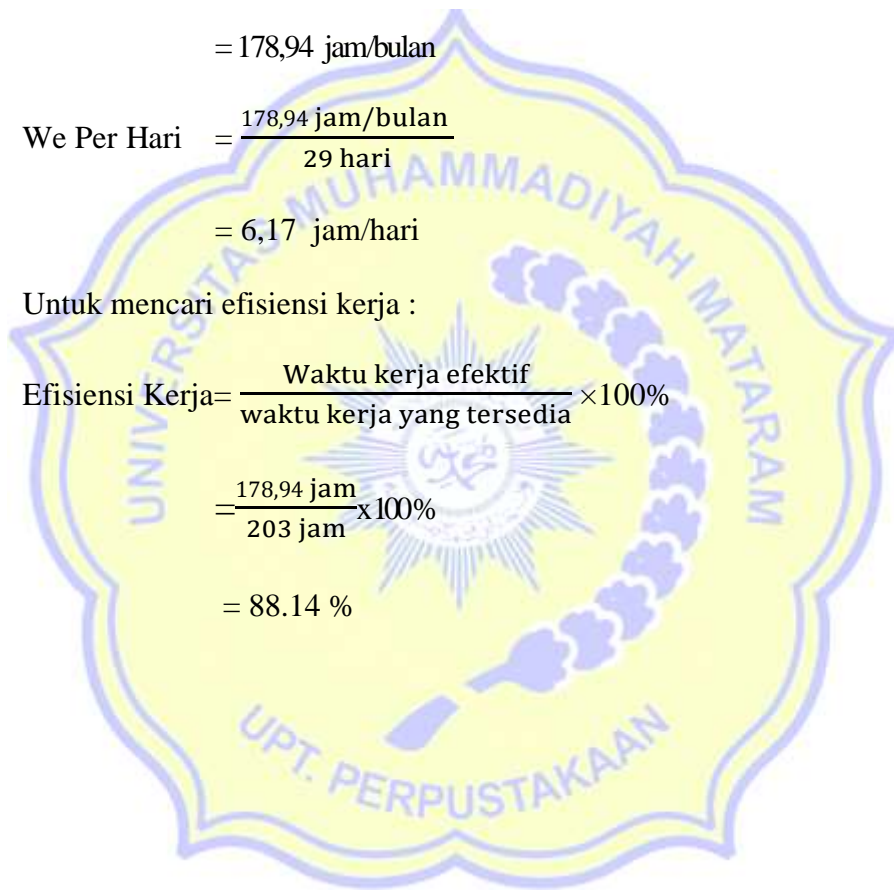 = 178,94 jam/bulan
We Per Hari = 178,94 jam/bulan / 29 hari
= 6,17 jam/hari
Untuk mencari efisiensi kerja :
Efisiensi Kerja= Waktu kerja efektif / waktu kerja yang tersedia ×100%
= 178,94 jam / 203 jam x100%
= 88.14 %
UNIVERSITAS MUHAMMADIYAH MATARAM
UPT. PERPUSTAKAAN